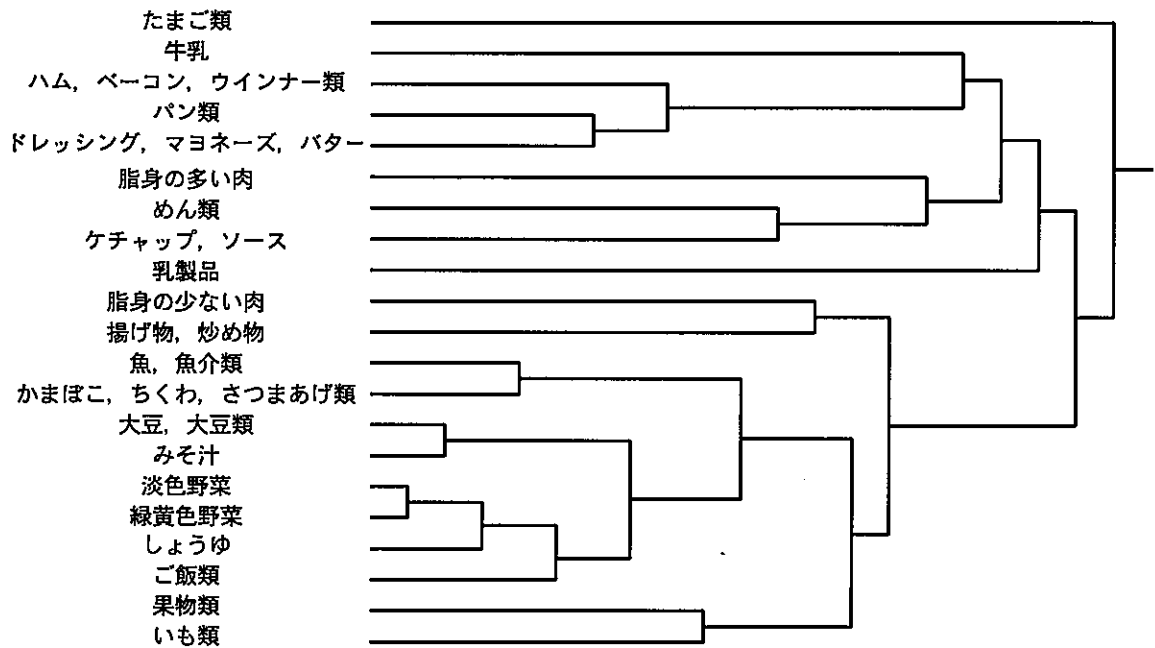 たまご類
牛乳
ハム，ベーコン，ウインナー類
パン類
ドレッシング，マヨネーズ，バター
脂身の多い肉
めん類
ケチャップ，ソース
乳製品
脂身の少ない肉
揚げ物，炒め物
魚，魚介類
かまぼこ，ちくわ，さつまあげ類
大豆，大豆類
みそ汁
淡色野菜
緑黄色野菜
しょうゆ
ご飯類
果物類
いも類